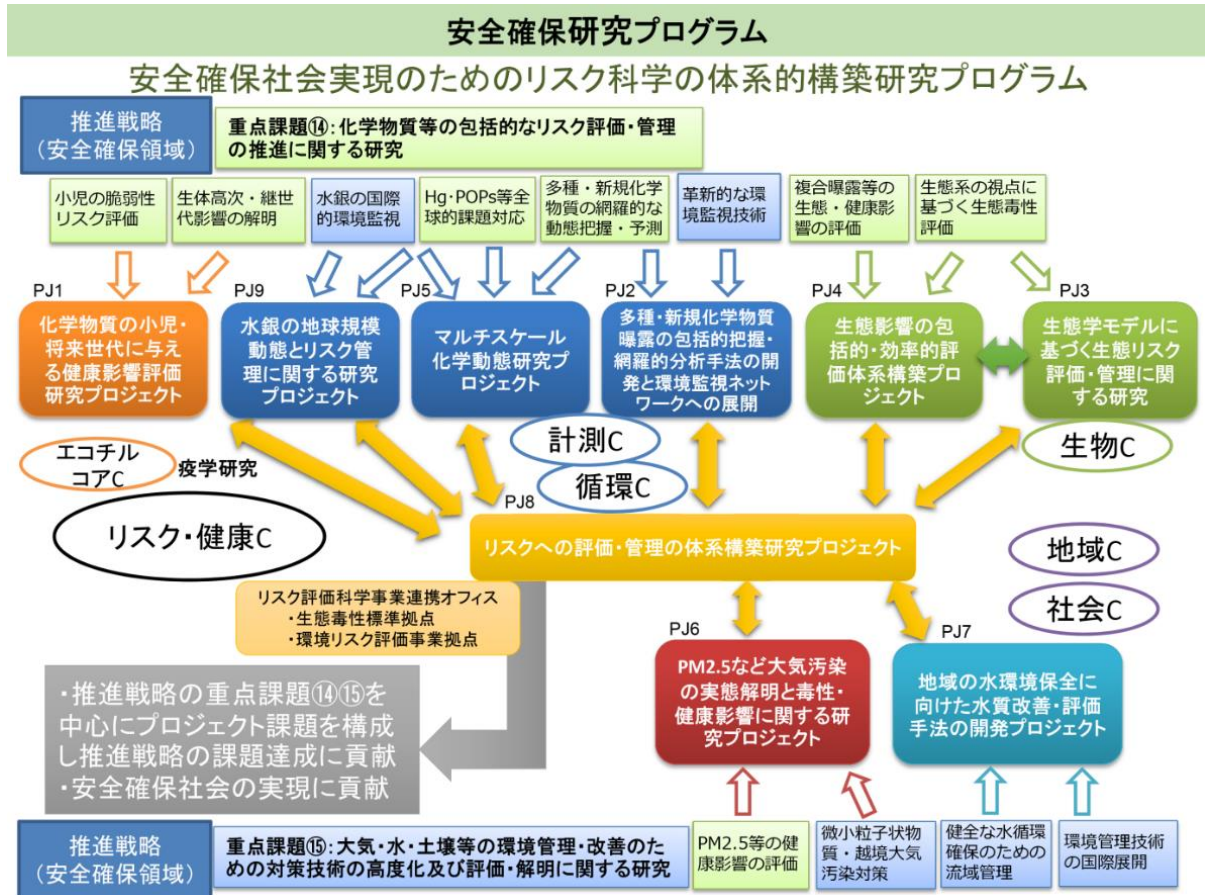 安全確保研究プログラム
安全確保社会実現のためのリスク科学の体系的構築研究プログラム
推進戦略
(安全確保領域)
重点課題⑭:化学物質等の包括的なリスク評価・管理
の推進に関する研究
小児の脆弱性
リスク評価
生体高次・継世
代影響の解明
水銀の国際
的環境監視
Hg・POPs等全
球的課題対応
多種・新規化学
物質の網羅的な
動態把握・予測
革新的な環
境監視技術
複合曝露等の
生態・健康影
響の評価
生態系の視点に
基づく生態毒性
評価
PJ1
化学物質の小児・
将来世代に与え
る健康影響評価
研究プロジェクト
PJ9
水銀の地球規模
動態とリスク管
理に関する研究
プロジェクト
PJ5
マルチスケール
化学動態研究プ
ロジェクト
PJ2
多種・新規化学物質
曝露の包括的把握・
網羅的分析手法の開
発と環境監視ネット
ワークへの展開
PJ4
生態影響の包
括的・効率的評
価体系構築プロ
ジェクト
PJ3
生態学モデルに
基づく生態リスク
評価・管理に関
する研究
エコチル
コアC
疫学研究
計測C
循環C
生物C
リスク・健康C
PJ8
リスクへの評価・管理の体系構築研究プロジェクト
地域C
社会C
リスク評価科学事業連携オフィス
・生態毒性標準拠点
・環境リスク評価事業拠点
PJ6
PM2.5など大気汚染
の実態解明と毒性・
健康影響に関する研
究プロジェクト
PJ7
地域の水環境保全に
向けた水質改善・評価
手法の開発プロジェクト
・推進戦略の重点課題⑭⑮を
中心にプロジェクト課題を構成
し推進戦略の課題達成に貢献
・安全確保社会の実現に貢献
推進戦略
(安全確保領域)
重点課題⑮:大気・水・土壌等の環境管理・改善のた
めの対策技術の高度化及び評価・解明に関する研究
PM2.5等の健
康影響の評価
微小粒子状物
質・越境大気
汚染対策
健全な水循環
確保のための
流域管理
環境管理技術
の国際展開